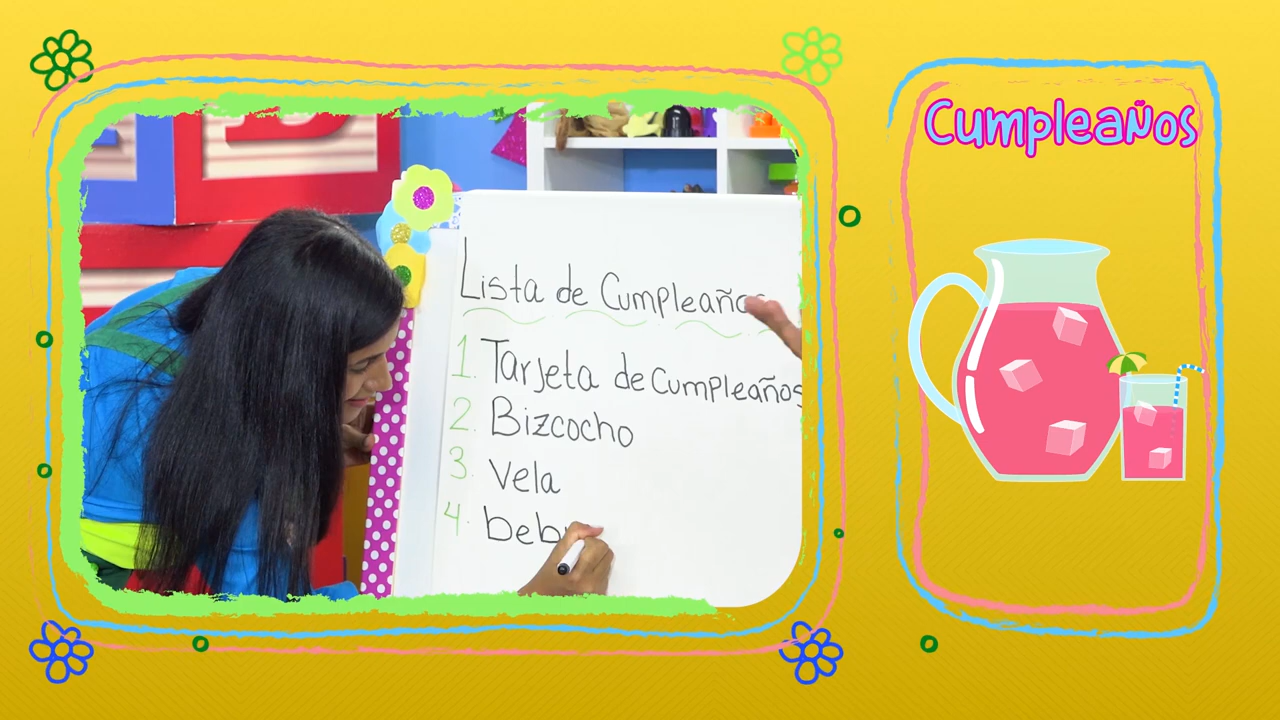 Lista de Cumpleaños
1. Tarjeta de Cumpleaños
2. Bizcocho
3. Vela
4. beb
Cumpleaños